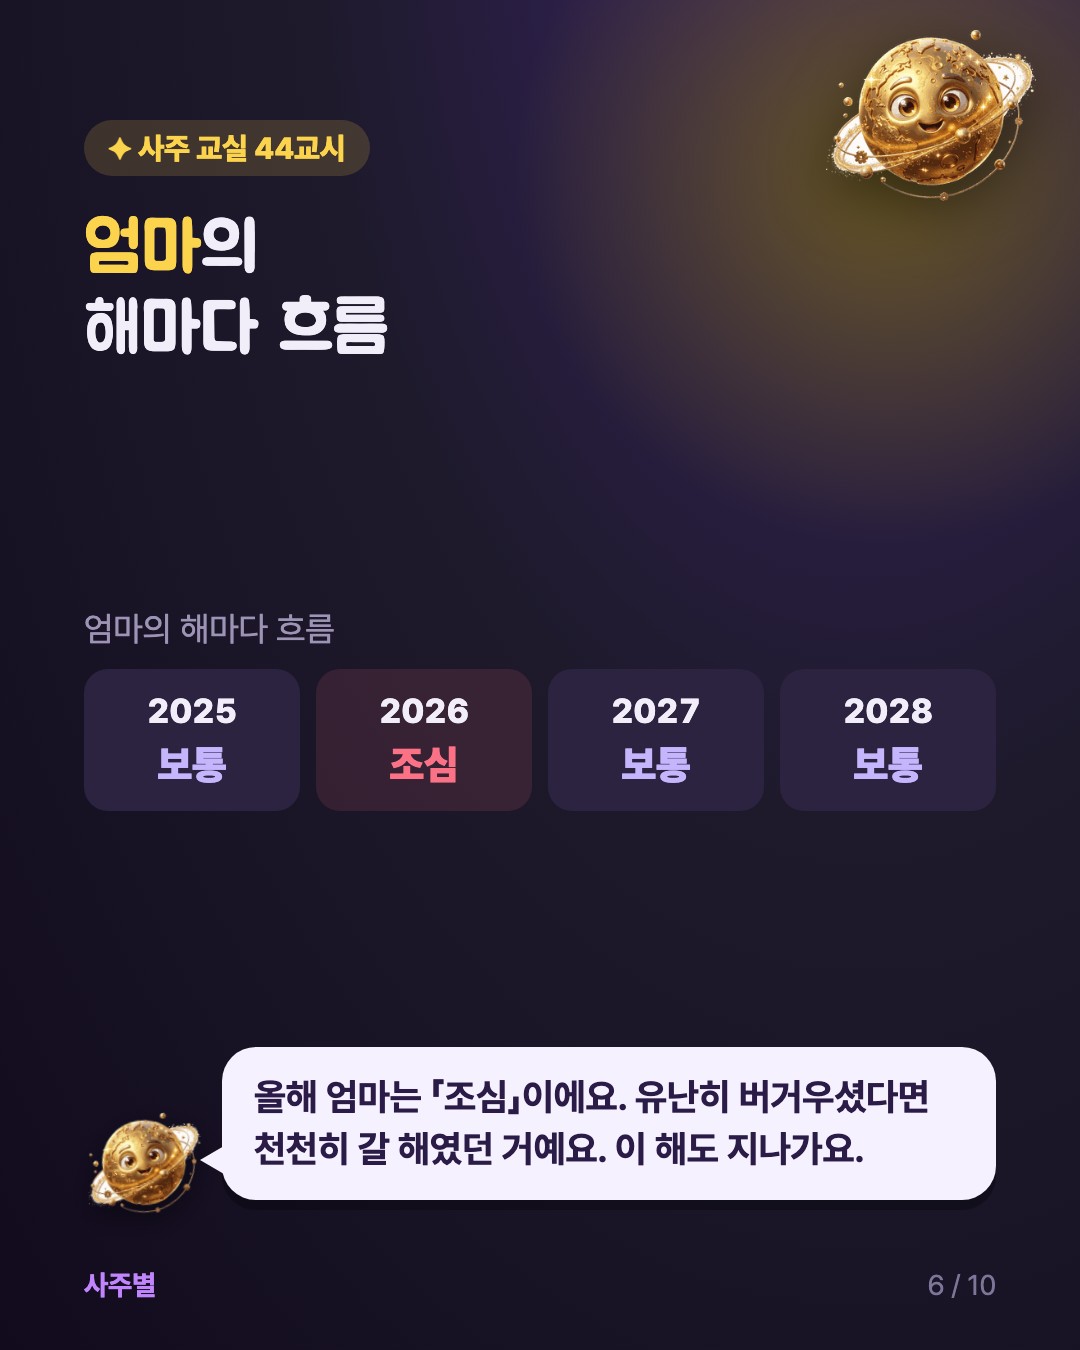 ✦ 사주 교실 44교시
엄마의
해마다 흐름
엄마의 해마다 흐름
2025
보통
2026
조심
2027
보통
2028
보통
올해 엄마는 「조심」이에요. 유난히 버거우셨다면
천천히 갈 해였던 거예요. 이 해도 지나가요.
사주별
6 / 10